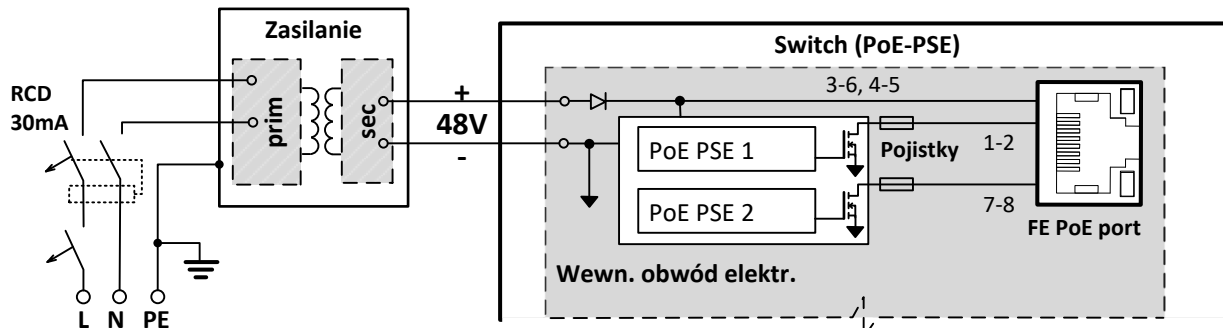 Zasilanie
Switch (PoE-PSE)
RCD
30mA
prim
sec
+
48V
-
3-6, 4-5
PoE PSE 1
Pojistky
1-2
PoE PSE 2
7-8
FE PoE port
Wewn. obwód elektr.
L N PE